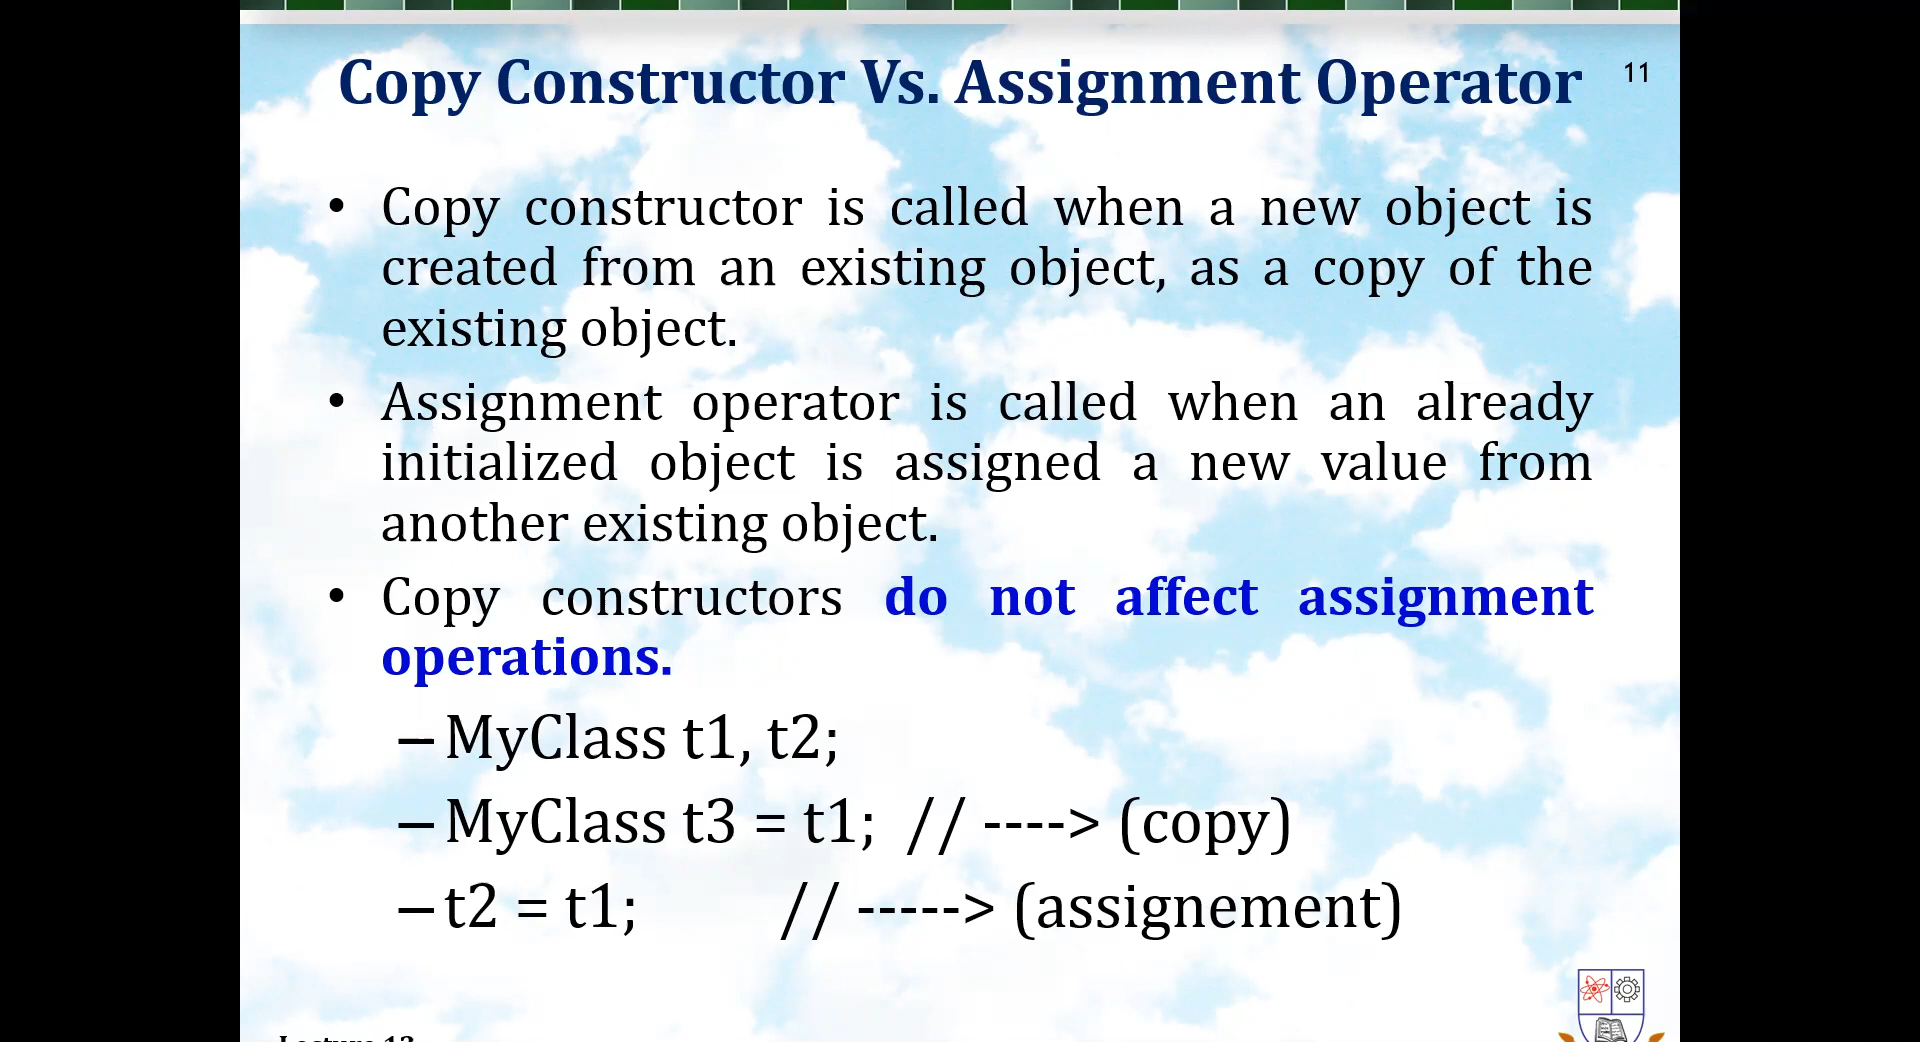 Copy Constructor Vs. Assignment Operator
11
• Copy constructor is called when a new object is
created from an existing object, as a copy of the
existing object.
• Assignment operator is called when an already
initialized object is assigned a new value from
another existing object.
• Copy constructors do not affect assignment
operations.
– MyClass t1, t2;
– MyClass t3 = t1; // ----> (copy)
– t2 = t1; // -----> (assignement)
Lecture 13